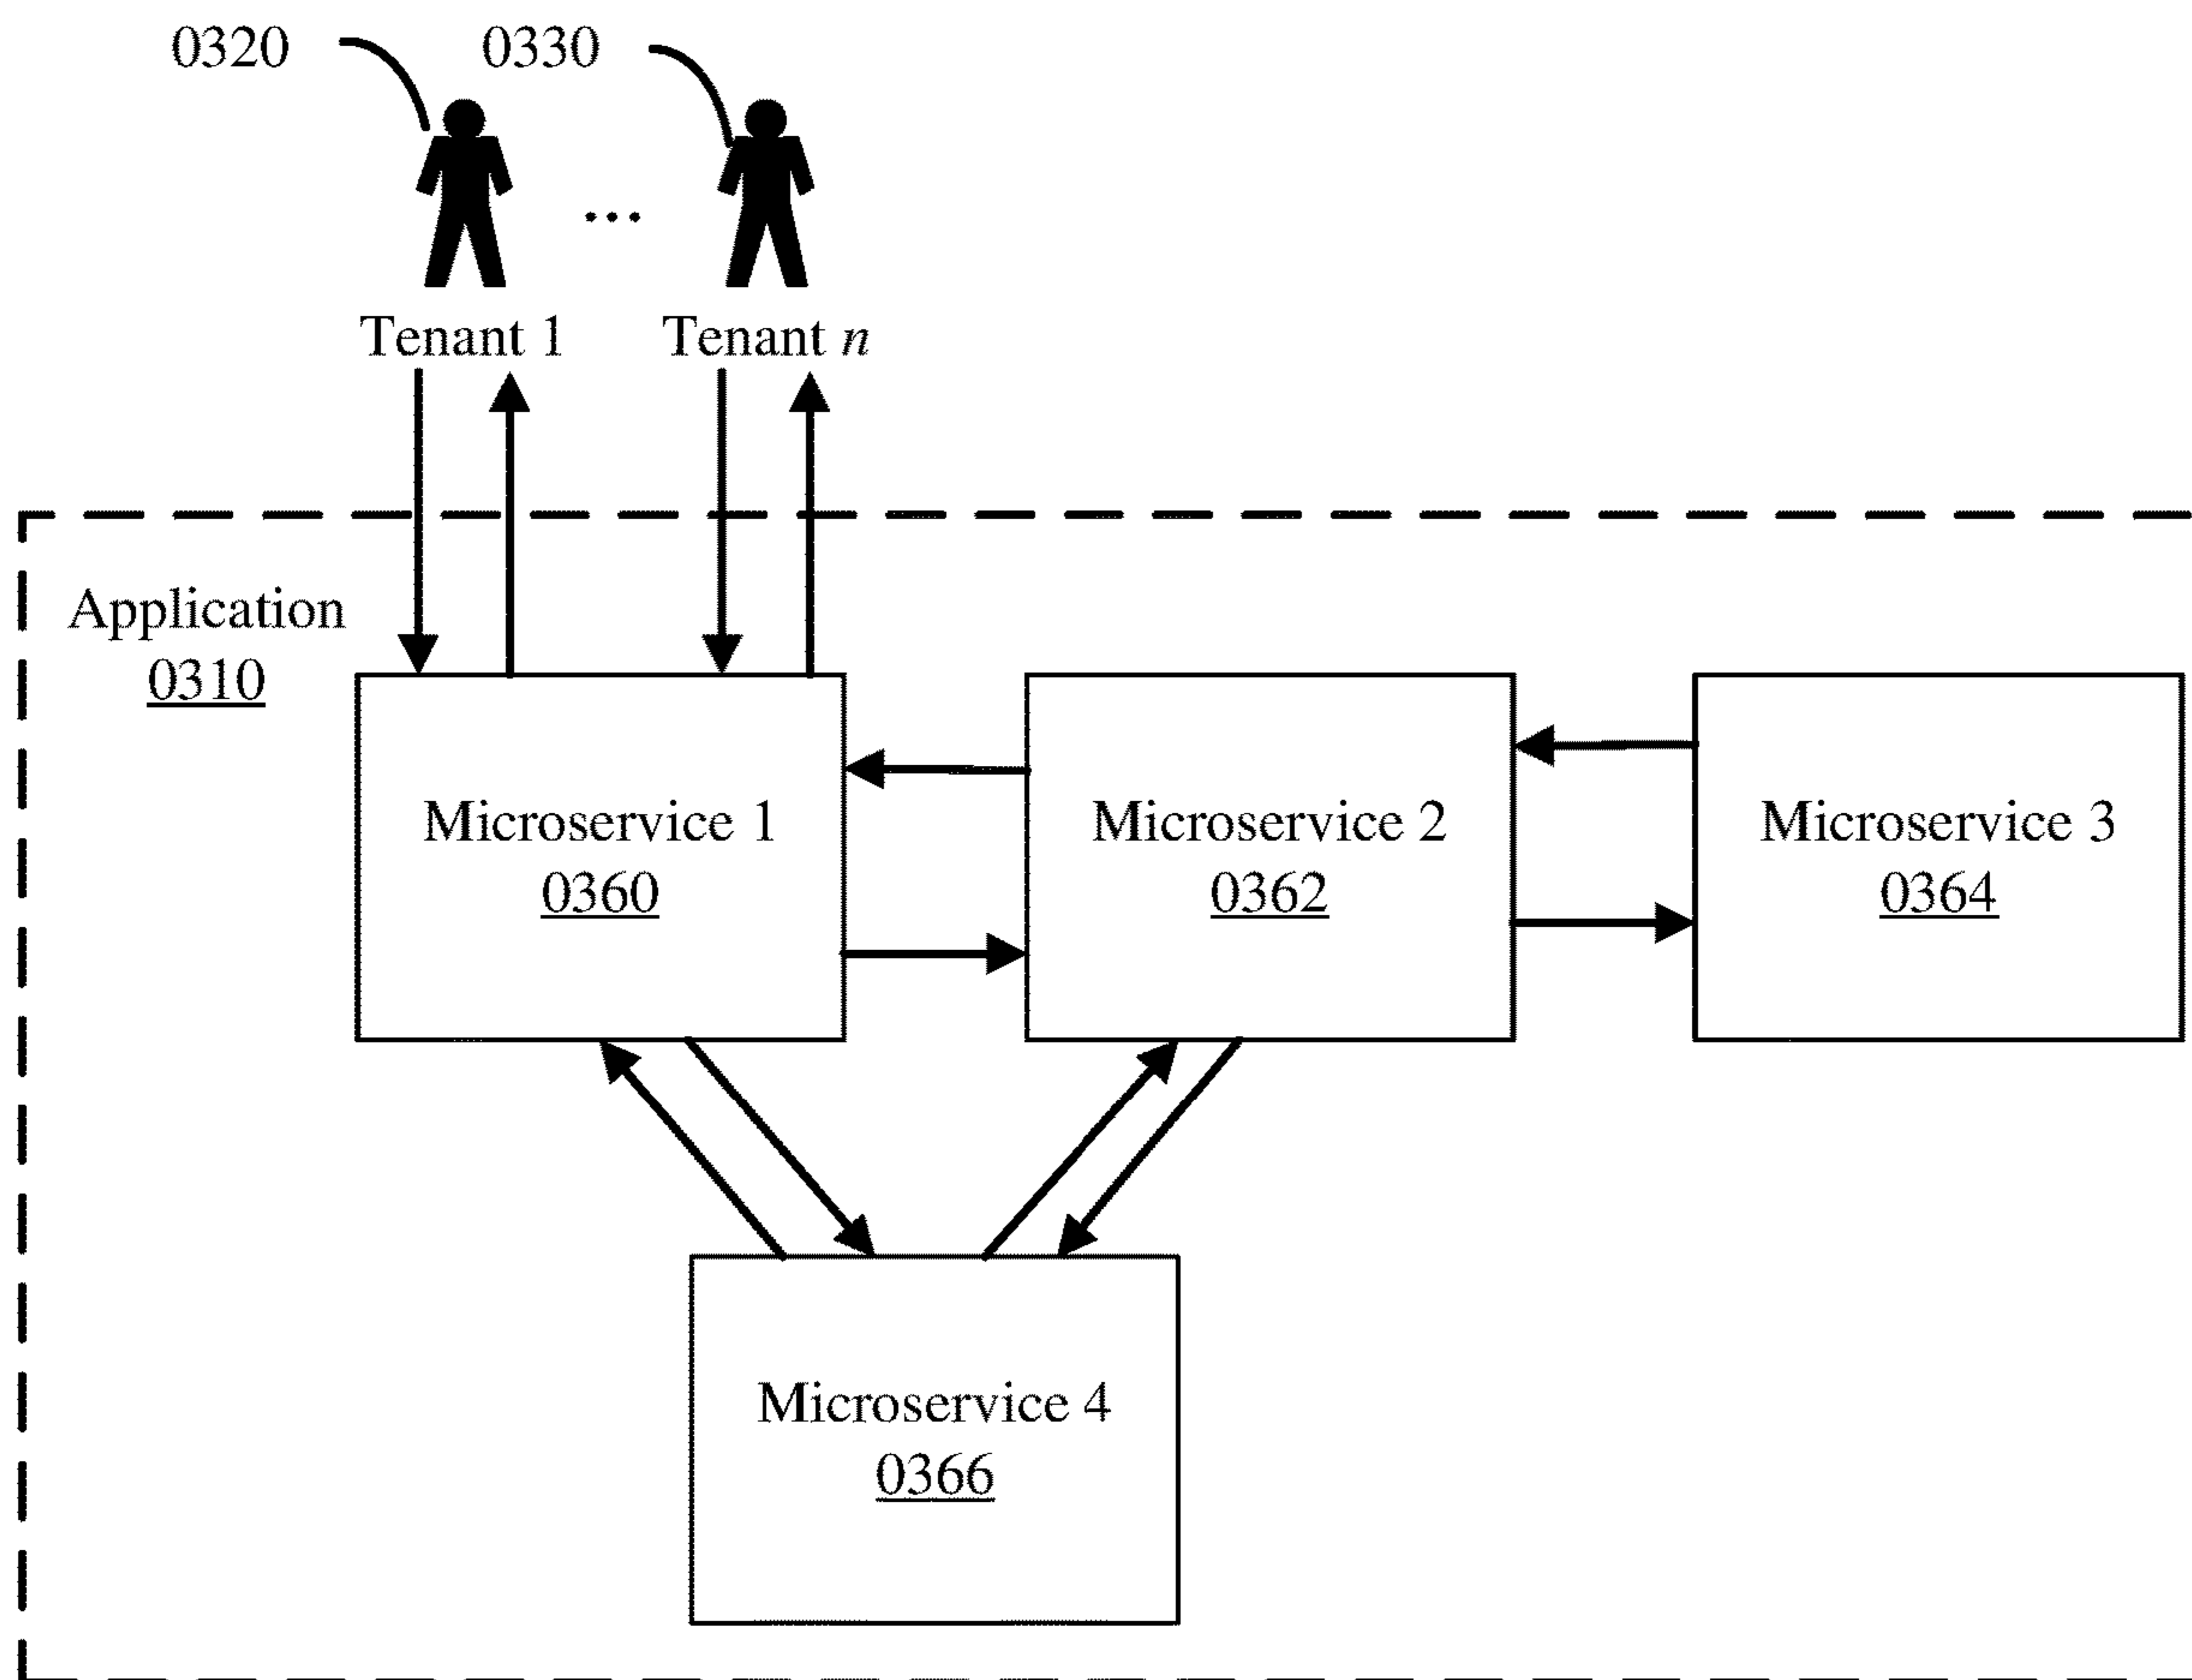 0320
0330
...
Tenant 1
Tenant n
Application
0310
Microservice 1
0360
Microservice 2
0362
Microservice 3
0364
Microservice 4
0366